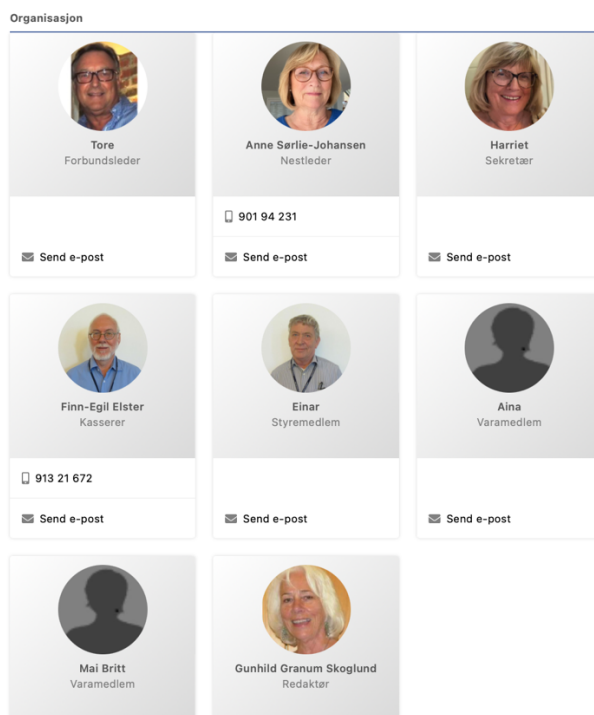 Organisasjon
Tore
Forbundsleder
Send e-post
Anne Sørlie-Johansen
Nestleder
901 94 231
Send e-post
Harriet
Sekretær
Send e-post
Finn-Egil Elster
Kasserer
913 21 672
Send e-post
Einar
Styremedlem
Send e-post
Aina
Varamedlem
Send e-post
Mai Britt
Varamedlem
Gunhild Granum Skoglund
Redaktør